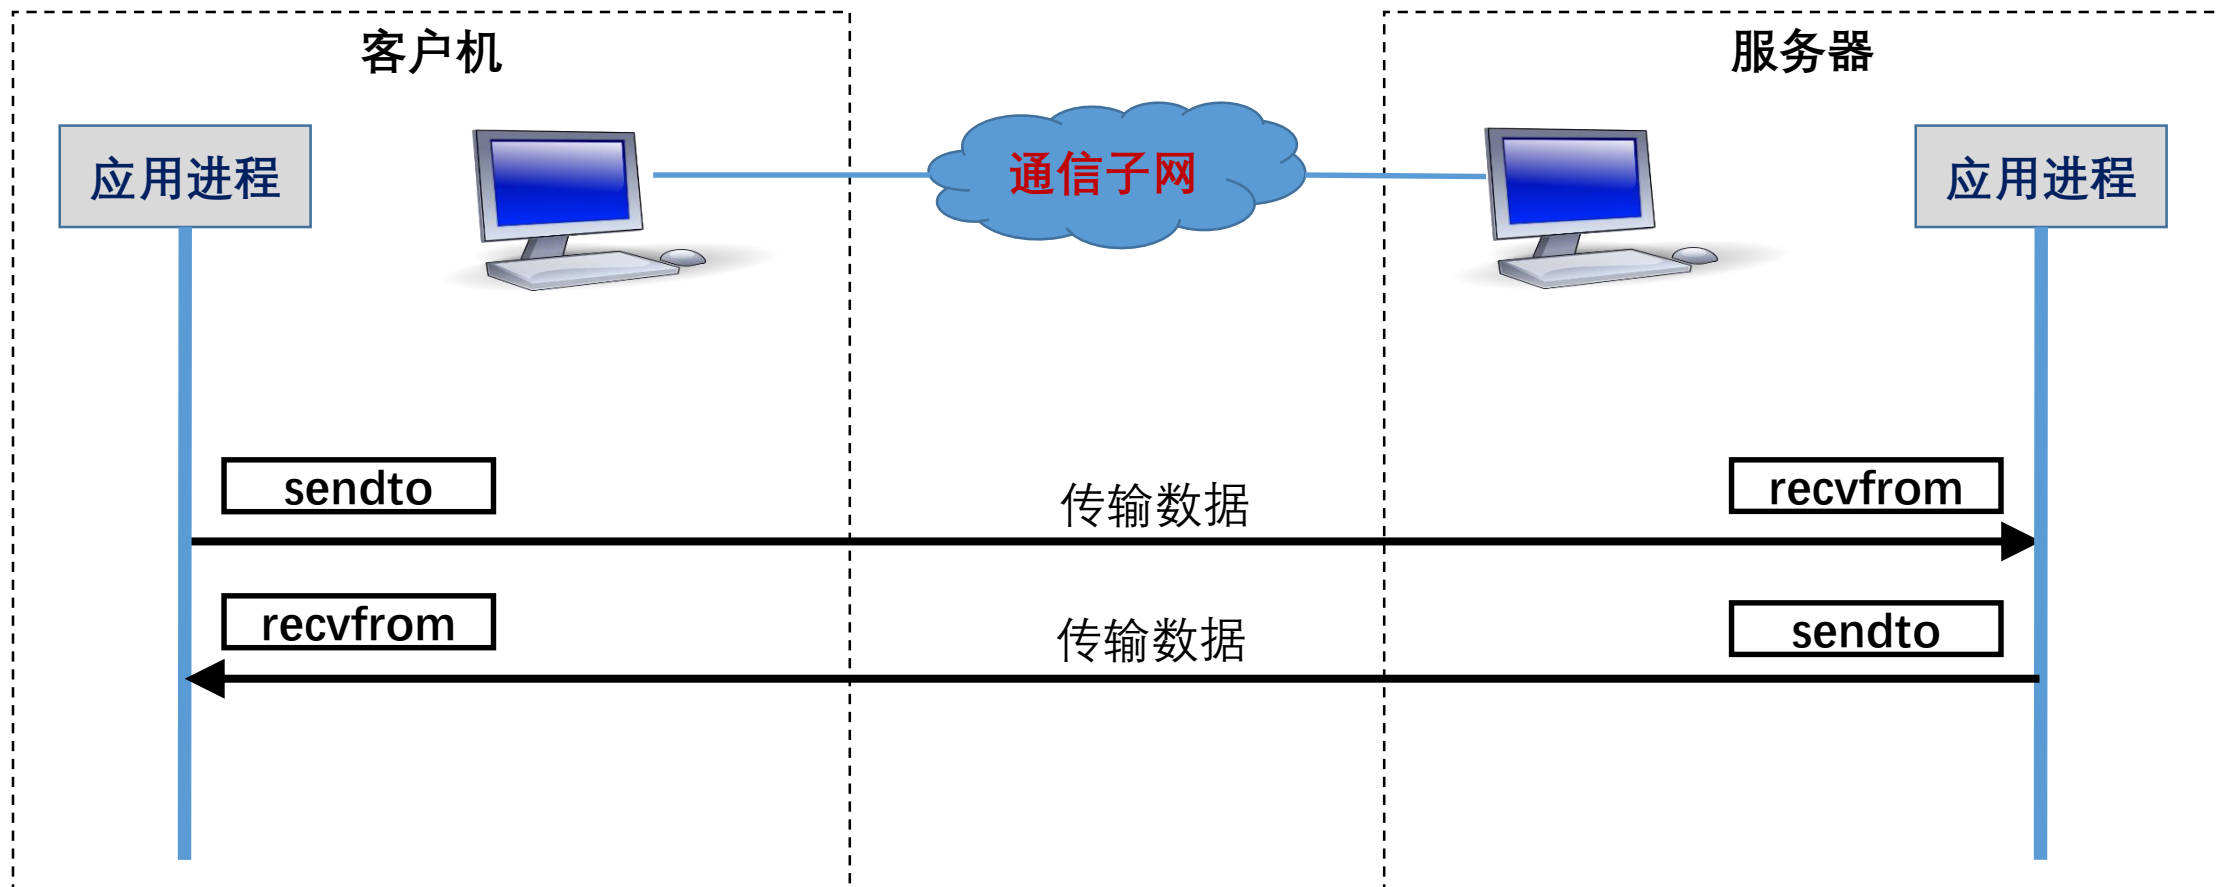 客户机
服务器
应用进程
通信子网
应用进程
sendto
传输数据
recvfrom
recvfrom
传输数据
sendto